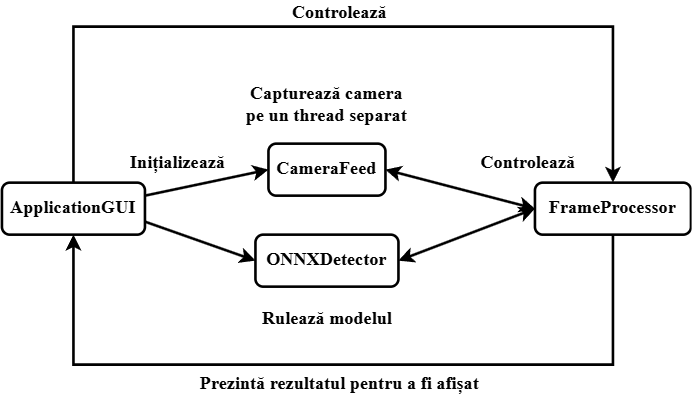 Controlează
Capturează camera
pe un thread separat
Inițializează
CameraFeed
Controlează
ApplicationGUI
FrameProcessor
ONNXDetector
Rulează modelul
Prezintă rezultatul pentru a fi afișat